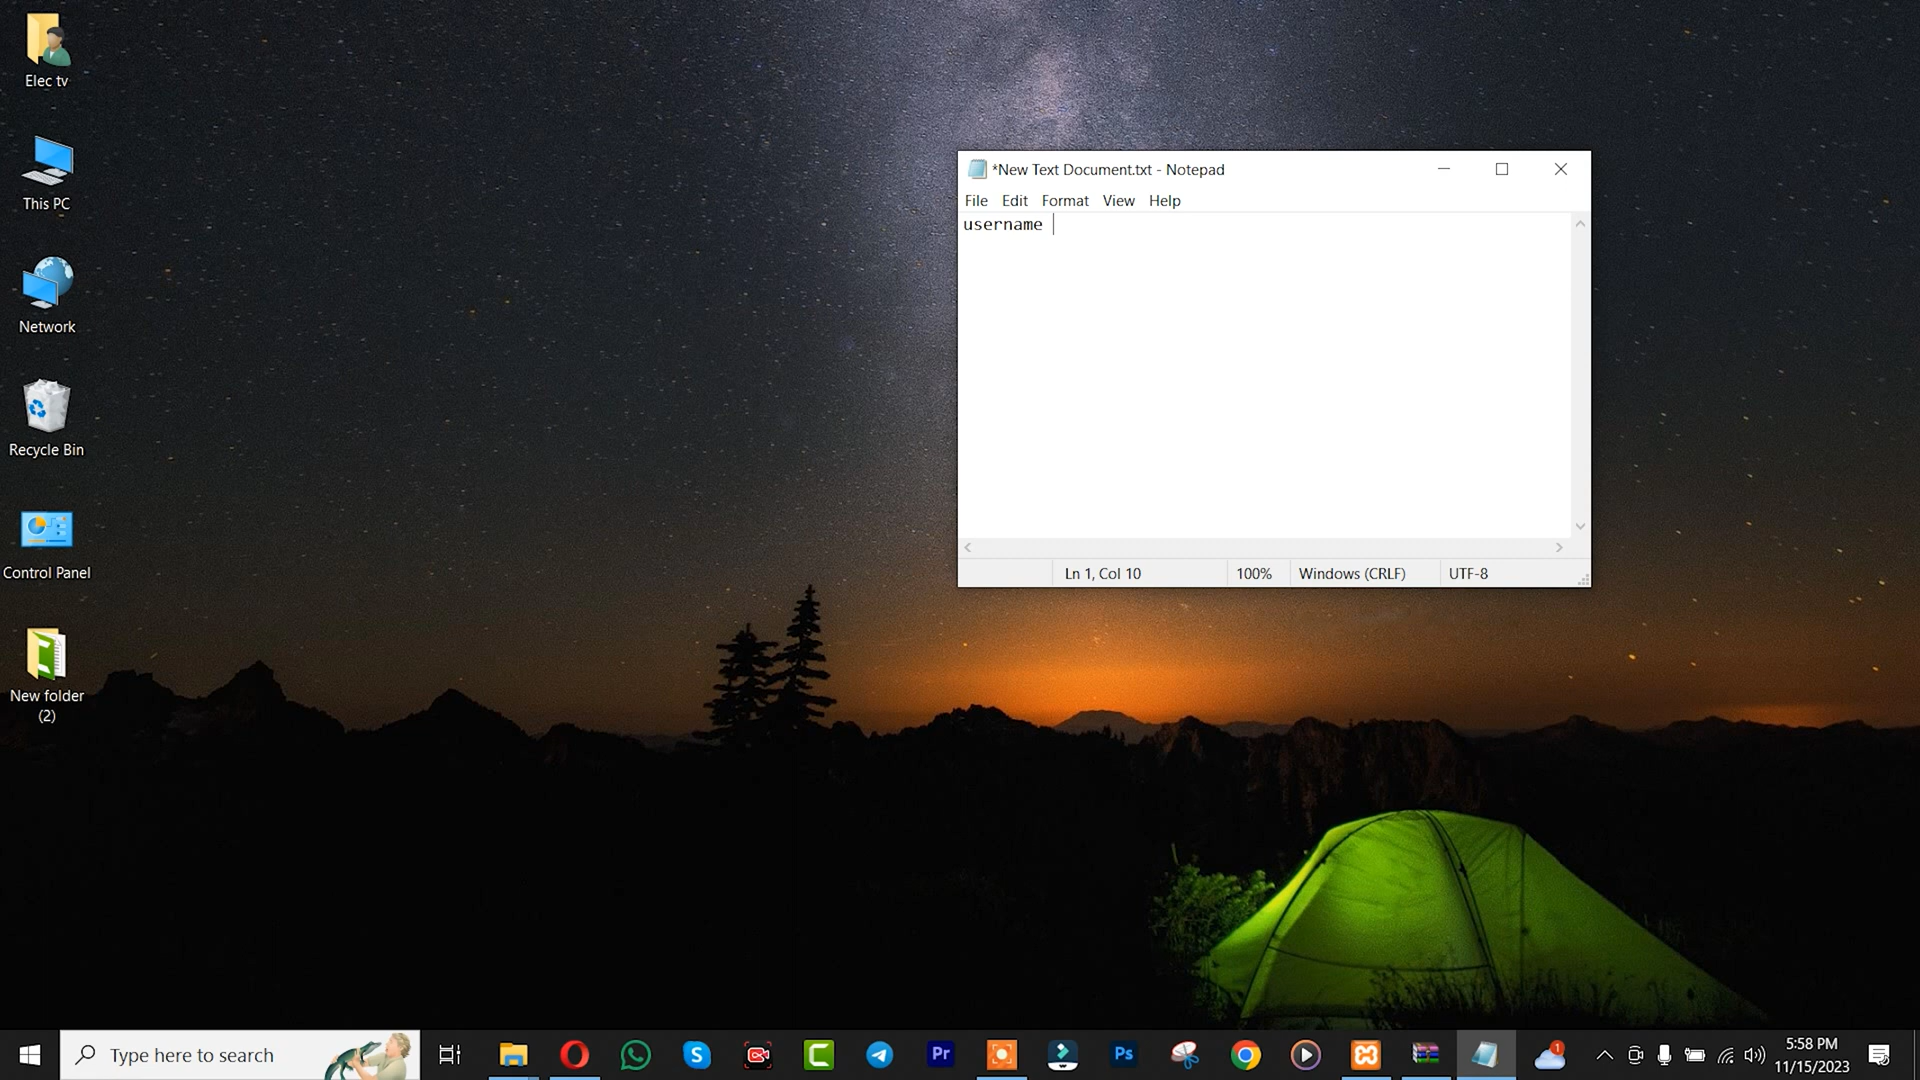 Elec tv
This PC
Network
Recycle Bin
Control Panel
New folder
(2)
*New Text Document.txt - Notepad
File Edit Format View Help
username
Ln 1, Col 10 100% Windows (CRLF) UTF-8
Type here to search
Pr
Ps
1
5:58 PM
11/15/2023